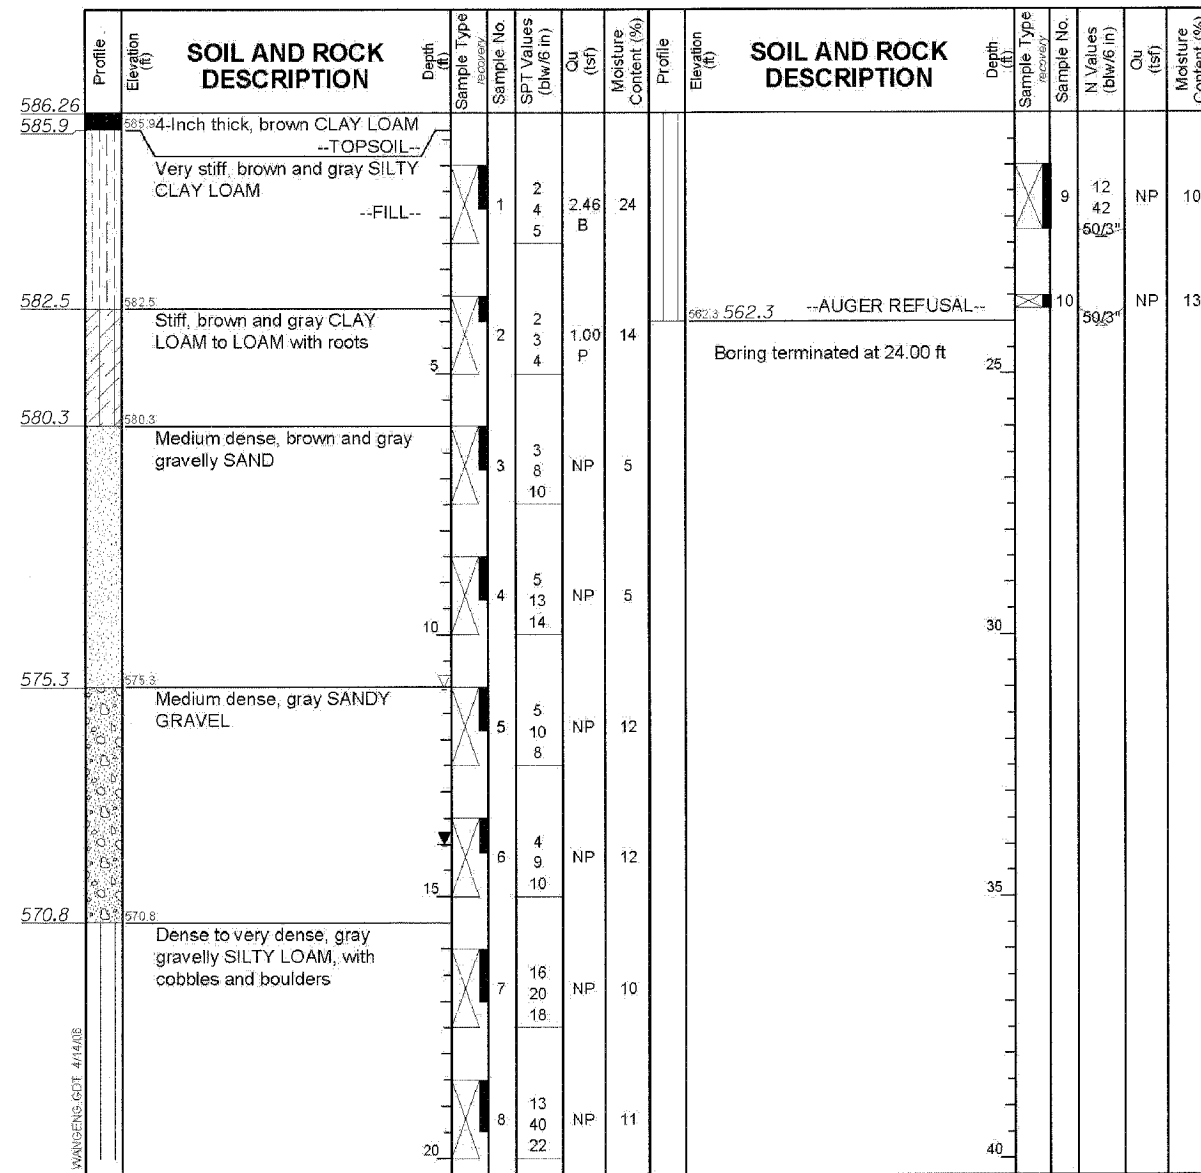 Profile
Elevation (ft)
SOIL AND ROCK DESCRIPTION
Depth (ft)
Sample Type recovery
Sample No.
SPT Values (blw/6 in)
Qu (tsf)
Moisture Content (%)
Profile
Elevation (ft)
SOIL AND ROCK DESCRIPTION
Depth (ft)
Sample Type recovery
Sample No.
N Values (blw/6 in)
Qu (tsf)
Moisture Content (%)
586.26
585.9
585.9 4-Inch thick, brown CLAY LOAM
--TOPSOIL--
Very stiff, brown and gray SILTY
CLAY LOAM
--FILL--
1
2
4
5
2.46
B
24
582.5
582.5
Stiff, brown and gray CLAY
LOAM to LOAM with roots
2
2
3
4
1.00
P
14
5
580.3
580.3
Medium dense, brown and gray
gravelly SAND
3
3
8
10
NP
5
4
5
13
14
NP
5
10
575.3
575.3
Medium dense, gray SANDY
GRAVEL
5
5
10
8
NP
12
6
4
9
10
NP
12
15
570.8
570.8
Dense to very dense, gray
gravelly SILTY LOAM, with
cobbles and boulders
7
16
20
18
NP
10
8
13
40
22
NP
11
20
WANGENG.GDT 4/14/08
9
12
42
50/3"
NP
10
10
50/3"
NP
13
562.3 562.3 --AUGER REFUSAL--
Boring terminated at 24.00 ft
25
30
35
40